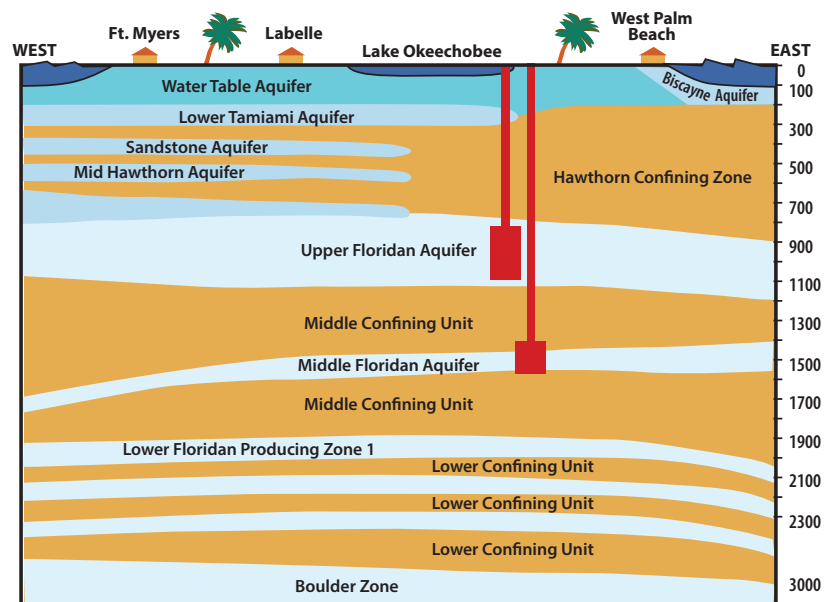 West Palm
Beach
Ft. Myers
Labelle
WEST
Lake Okeechobee
EAST
0
Water Table Aquifer
Biscayne Aquifer
100
Lower Tamiami Aquifer
300
Sandstone Aquifer
Mid Hawthorn Aquifer
500
Hawthorn Confining Zone
700
Upper Floridan Aquifer
900
1100
Middle Confining Unit
1300
Middle Floridan Aquifer
1500
Middle Confining Unit
1700
Lower Floridan Producing Zone 1
1900
Lower Confining Unit
2100
Lower Confining Unit
2300
Lower Confining Unit
Boulder Zone
3000